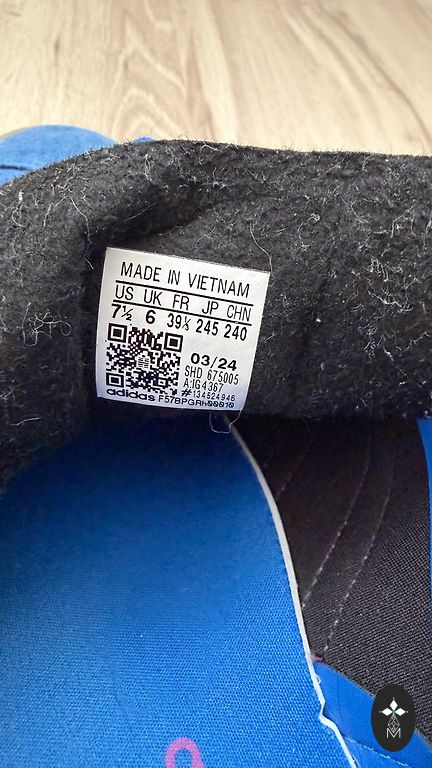 MADE IN VIETNAM
US UK FR JP CHN
7½ 6 39⅓ 245 240
03/24
SHD 675005
A:IG4367
#134524946
adidas F57BPGRh00010
M